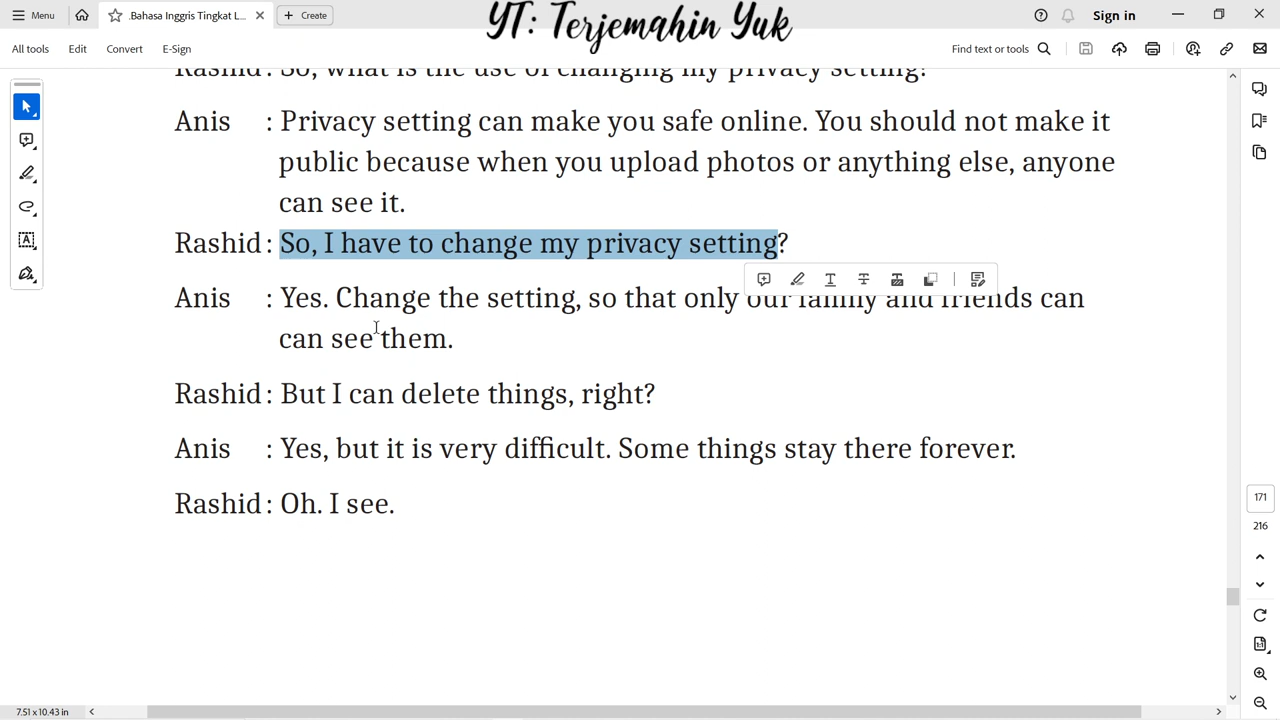 YT: Terjemahin Yuk
Menu
.Bahasa Inggris Tingkat L...
Create
Sign in
All tools
Edit
Convert
E-Sign
Find text or tools
Rashid : So, what is the use of changing my privacy setting?
Anis : Privacy setting can make you safe online. You should not make it
public because when you upload photos or anything else, anyone
can see it.
Rashid : So, I have to change my privacy setting?
Anis : Yes. Change the setting, so that only our family and friends can
can see them.
Rashid : But I can delete things, right?
Anis : Yes, but it is very difficult. Some things stay there forever.
Rashid : Oh. I see.
171
216
7.51 x 10.43 in